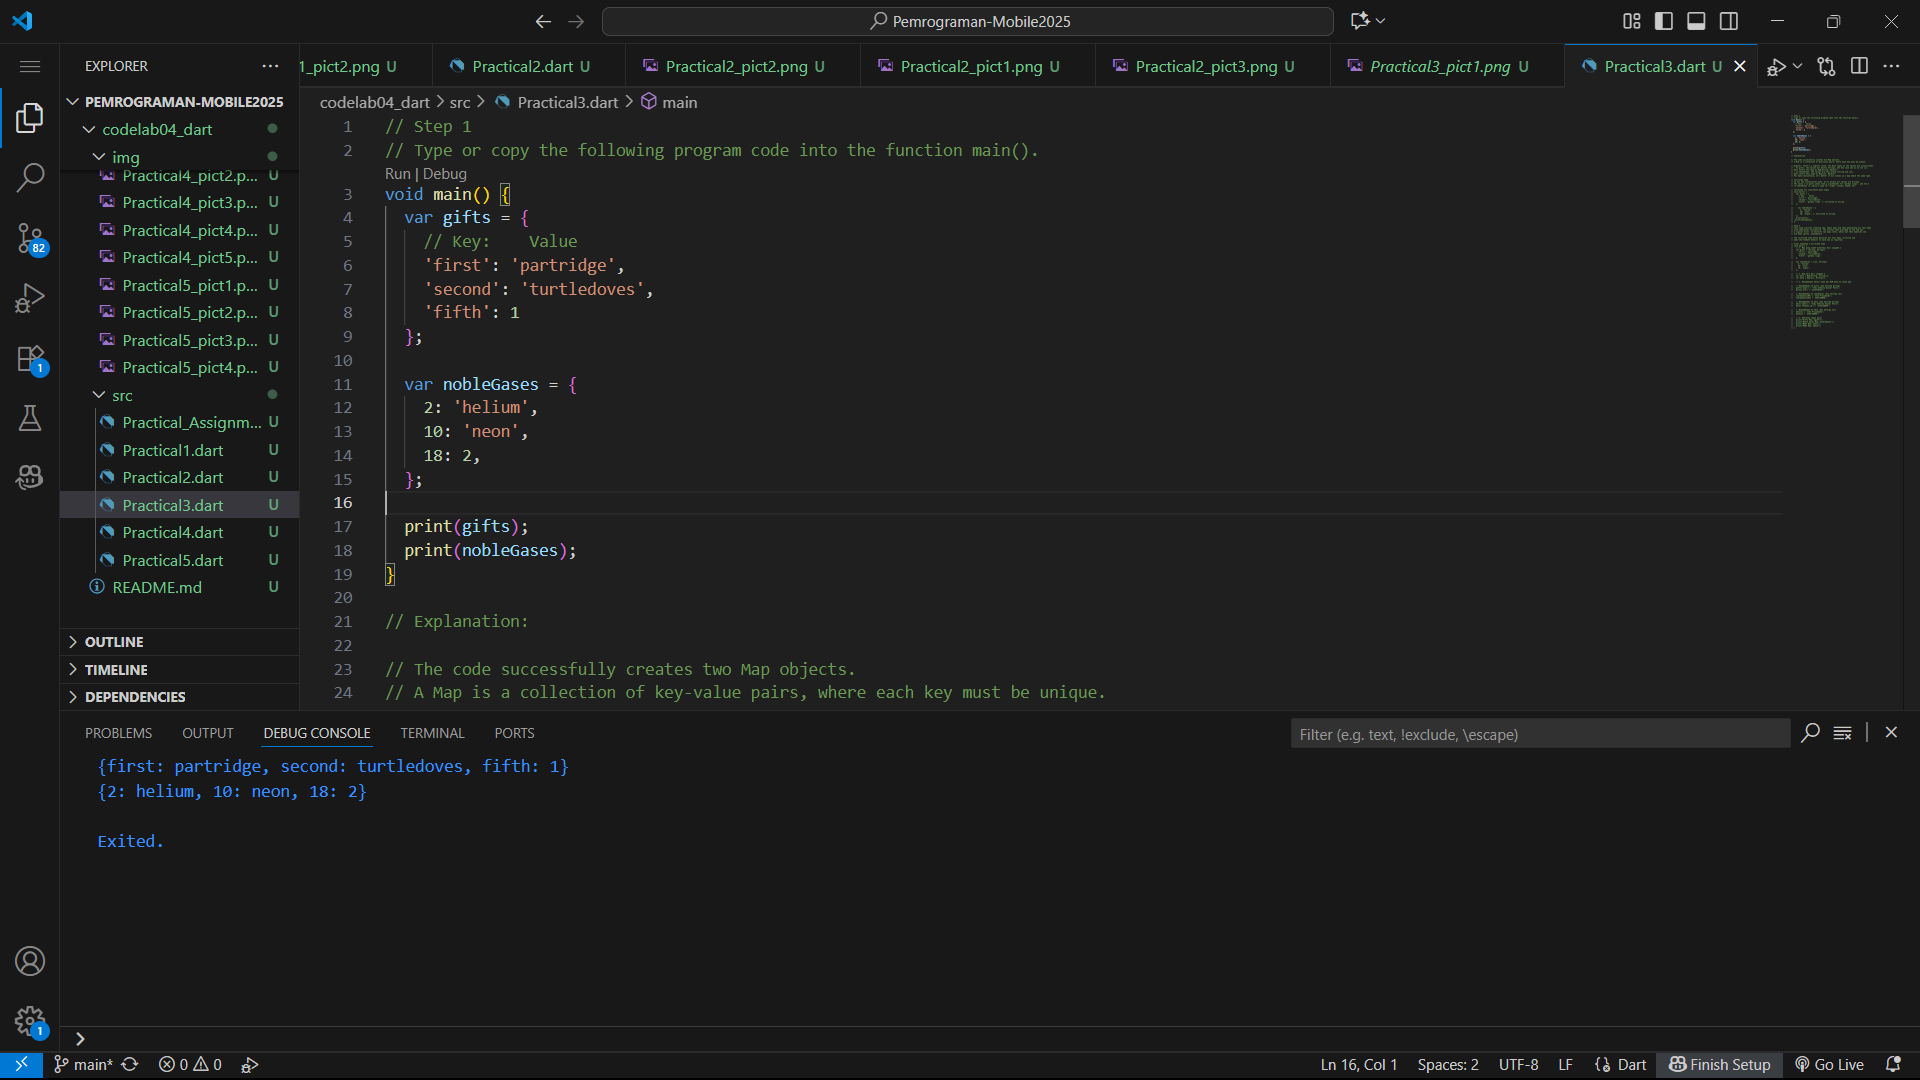 Pemrograman-Mobile2025
EXPLORER
1_pict2.png U
Practical2.dart U
Practical2_pict2.png U
Practical2_pict1.png U
Practical2_pict3.png U
Practical3_pict1.png U
Practical3.dart U
PEMROGRAMAN-MOBILE2025
codelab04_dart
img
Practical4_pict2.p... U
Practical4_pict3.p... U
Practical4_pict4.p... U
Practical4_pict5.p... U
Practical5_pict1.p... U
Practical5_pict2.p... U
Practical5_pict3.p... U
Practical5_pict4.p... U
src
Practical_Assignm... U
Practical1.dart U
Practical2.dart U
Practical3.dart U
Practical4.dart U
Practical5.dart U
README.md U
OUTLINE
TIMELINE
DEPENDENCIES
82
1
1
codelab04_dart > src > Practical3.dart > main
1 // Step 1
2 // Type or copy the following program code into the function main().
Run | Debug
3 void main() {
4 var gifts = {
5 // Key:    Value
6 'first': 'partridge',
7 'second': 'turtledoves',
8 'fifth': 1
9 };
10
11 var nobleGases = {
12 2: 'helium',
13 10: 'neon',
14 18: 2,
15 };
16
17 print(gifts);
18 print(nobleGases);
19 }
20
21 // Explanation:
22
23 // The code successfully creates two Map objects.
24 // A Map is a collection of key-value pairs, where each key must be unique.
PROBLEMS OUTPUT DEBUG CONSOLE TERMINAL PORTS
Filter (e.g. text, !exclude, \escape)
{first: partridge, second: turtledoves, fifth: 1}
{2: helium, 10: neon, 18: 2}
Exited.
main* 0 0
Ln 16, Col 1 Spaces: 2 UTF-8 LF {} Dart Finish Setup Go Live